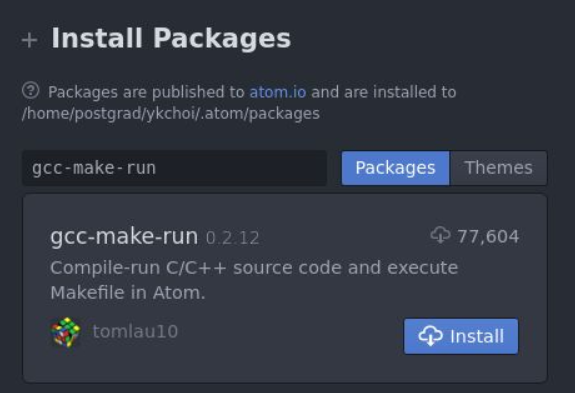 + Install Packages
? Packages are published to atom.io and are installed to
/home/postgrad/ykchoi/.atom/packages
gcc-make-run Packages Themes
gcc-make-run 0.2.12 77,604
Compile-run C/C++ source code and execute
Makefile in Atom.
tomlau10 Install